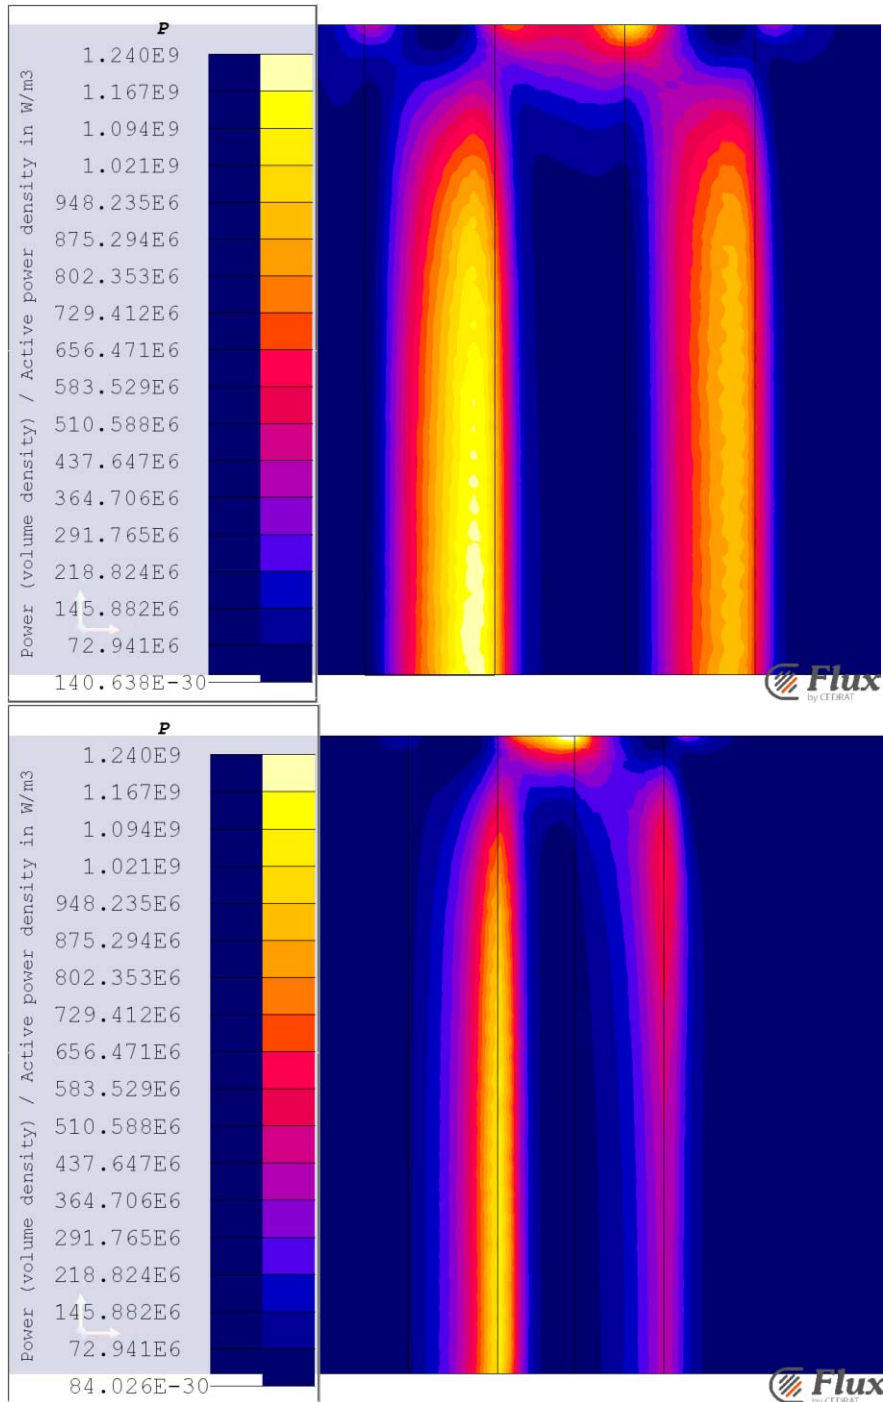 P
Power (volume density) / Active power density in W/m3
1.240E9
1.167E9
1.094E9
1.021E9
948.235E6
875.294E6
802.353E6
729.412E6
656.471E6
583.529E6
510.588E6
437.647E6
364.706E6
291.765E6
218.824E6
145.882E6
72.941E6
140.638E-30
Flux
by CEDRAT
P
Power (volume density) / Active power density in W/m3
1.240E9
1.167E9
1.094E9
1.021E9
948.235E6
875.294E6
802.353E6
729.412E6
656.471E6
583.529E6
510.588E6
437.647E6
364.706E6
291.765E6
218.824E6
145.882E6
72.941E6
84.026E-30
Flux
by CEDRAT